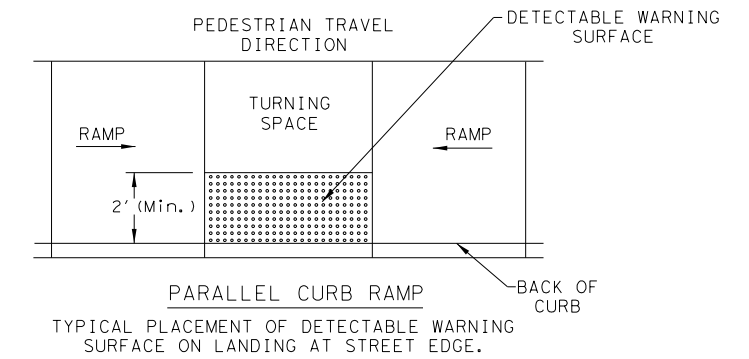 PEDESTRIAN TRAVEL
DIRECTION
DETECTABLE WARNING
SURFACE
TURNING
SPACE
RAMP
RAMP
2' (Min.)
BACK OF
CURB
PARALLEL CURB RAMP
TYPICAL PLACEMENT OF DETECTABLE WARNING
SURFACE ON LANDING AT STREET EDGE.